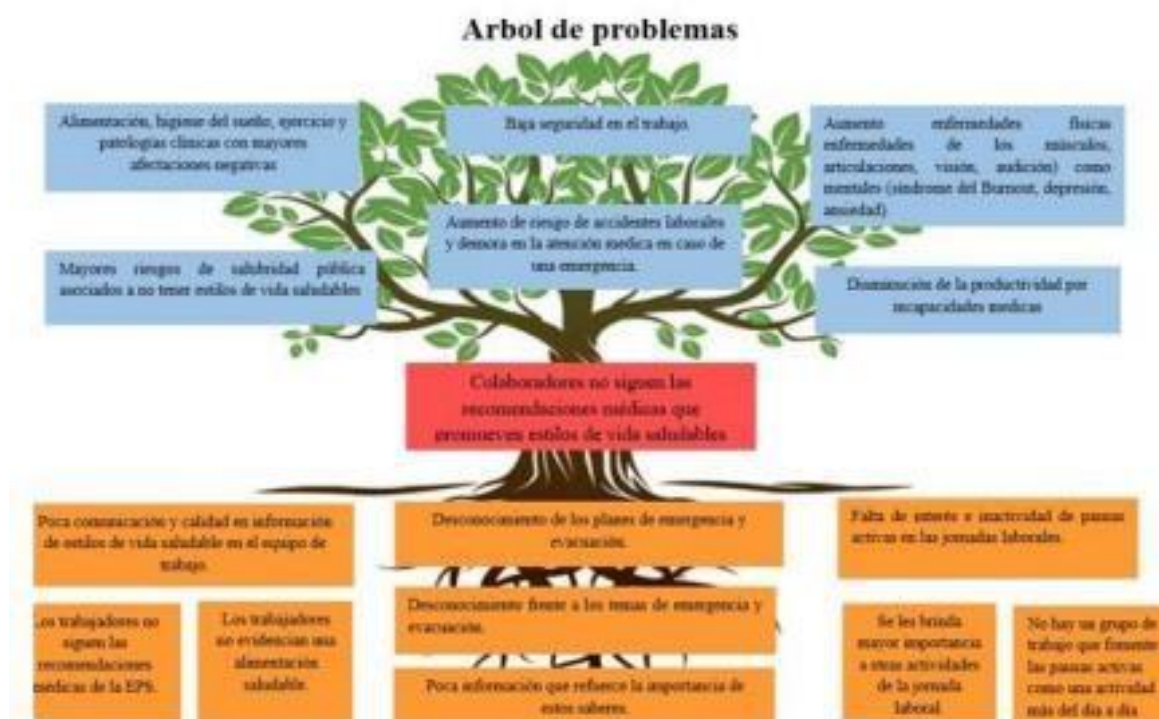 Arbol de problemas
Alimentación, higiene del sueño, ejercicio y
patologías clínicas con mayores
afectaciones negativas
Baja seguridad en el trabajo.
Aumento enfermedades físicas
enfermedades de los músculos,
articulaciones, visión, audición) como
mentales (síndrome del Burnout, depresión,
ansiedad)
Aumento de riesgo de accidentes laborales
y demora en la atención medica en caso de
una emergencia.
Mayores riesgos de salubridad pública
asociados a no tener estilos de vida saludables
Disminución de la productividad por
incapacidades medicas
Colaboradores no siguen las
recomendaciones médicas que
promueven estilos de vida saludables
Poca comunicación y calidad en información
de estilos de vida saludable en el equipo de
trabajo.
Desconocimiento de los planes de emergencia y
evacuación.
Falta de interés e inactividad de pausas
activas en las jornadas laborales.
Los trabajadores no
siguen las
recomendaciones
medicas de la EPS.
Los trabajadores
no evidencian una
alimentación
saludable.
Desconocimiento frente a los temas de emergencia y
evacuación.
Poca información que refuerce la importancia de
estos saberes.
Se les brinda
mayor importancia
a otras actividades
de la jornada
laboral
No hay un grupo de
trabajo que fomente
las pausas activas
como una actividad
más del día a día